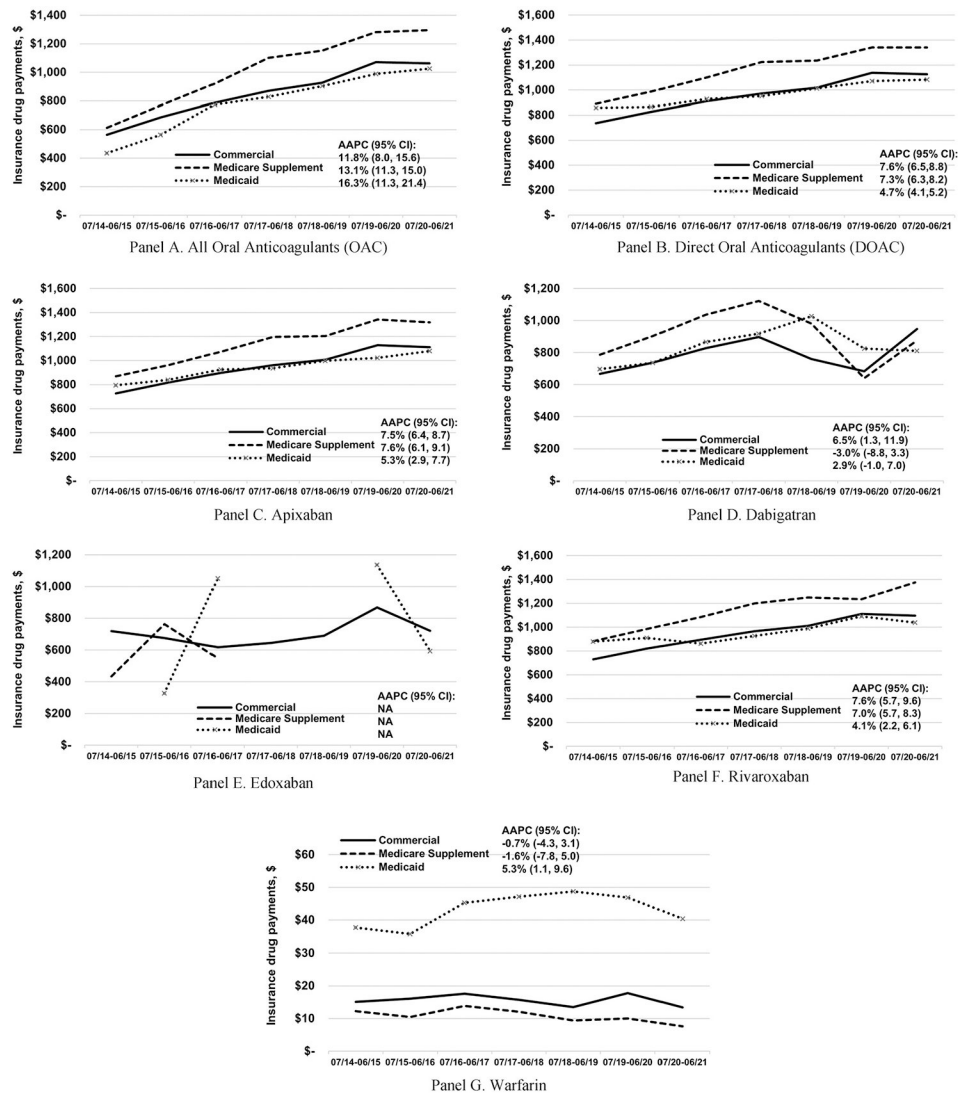 $1,400
$1,200
$1,000
$800
$600
$400
$200
$-
Insurance drug payments, $
Commercial
Medicare Supplement
Medicaid
AAPC (95% CI):
11.8% (8.0, 15.6)
13.1% (11.3, 15.0)
16.3% (11.3, 21.4)
07/14-06/15 07/15-06/16 07/16-06/17 07/17-06/18 07/18-06/19 07/19-06/20 07/20-06/21
Panel A. All Oral Anticoagulants (OAC)
$1,600
$1,400
$1,200
$1,000
$800
$600
$400
$200
$-
Insurance drug payments, $
Commercial
Medicare Supplement
Medicaid
AAPC (95% CI):
7.6% (6.5,8.8)
7.3% (6.3,8.2)
4.7% (4.1,5.2)
07/14-06/15 07/15-06/16 07/16-06/17 07/17-06/18 07/18-06/19 07/19-06/20 07/20-06/21
Panel B. Direct Oral Anticoagulants (DOAC)
$1,600
$1,400
$1,200
$1,000
$800
$600
$400
$200
$-
Insurance drug payments, $
Commercial
Medicare Supplement
Medicaid
AAPC (95% CI):
7.5% (6.4, 8.7)
7.6% (6.1, 9.1)
5.3% (2.9, 7.7)
07/14-06/15 07/15-06/16 07/16-06/17 07/17-06/18 07/18-06/19 07/19-06/20 07/20-06/21
Panel C. Apixaban
$1,200
$1,000
$800
$600
$400
$200
$-
Insurance drug payments, $
Commercial
Medicare Supplement
Medicaid
AAPC (95% CI):
6.5% (1.3, 11.9)
-3.0% (-8.8, 3.3)
2.9% (-1.0, 7.0)
07/14-06/15 07/15-06/16 07/16-06/17 07/17-06/18 07/18-06/19 07/19-06/20 07/20-06/21
Panel D. Dabigatran
$1,200
$1,000
$800
$600
$400
$200
$-
Insurance drug payments, $
Commercial
Medicare Supplement
Medicaid
AAPC (95% CI):
NA
NA
NA
07/14-06/15 07/15-06/16 07/16-06/17 07/17-06/18 07/18-06/19 07/19-06/20 07/20-06/21
Panel E. Edoxaban
$1,600
$1,400
$1,200
$1,000
$800
$600
$400
$200
$-
Insurance drug payments, $
Commercial
Medicare Supplement
Medicaid
AAPC (95% CI):
7.6% (5.7, 9.6)
7.0% (5.7, 8.3)
4.1% (2.2, 6.1)
07/14-06/15 07/15-06/16 07/16-06/17 07/17-06/18 07/18-06/19 07/19-06/20 07/20-06/21
Panel F. Rivaroxaban
Commercial
Medicare Supplement
Medicaid
AAPC (95% CI):
-0.7% (-4.3, 3.1)
-1.6% (-7.8, 5.0)
5.3% (1.1, 9.6)
$60
$50
$40
$30
$20
$10
$-
Insurance drug payments, $
07/14-06/15 07/15-06/16 07/16-06/17 07/17-06/18 07/18-06/19 07/19-06/20 07/20-06/21
Panel G. Warfarin